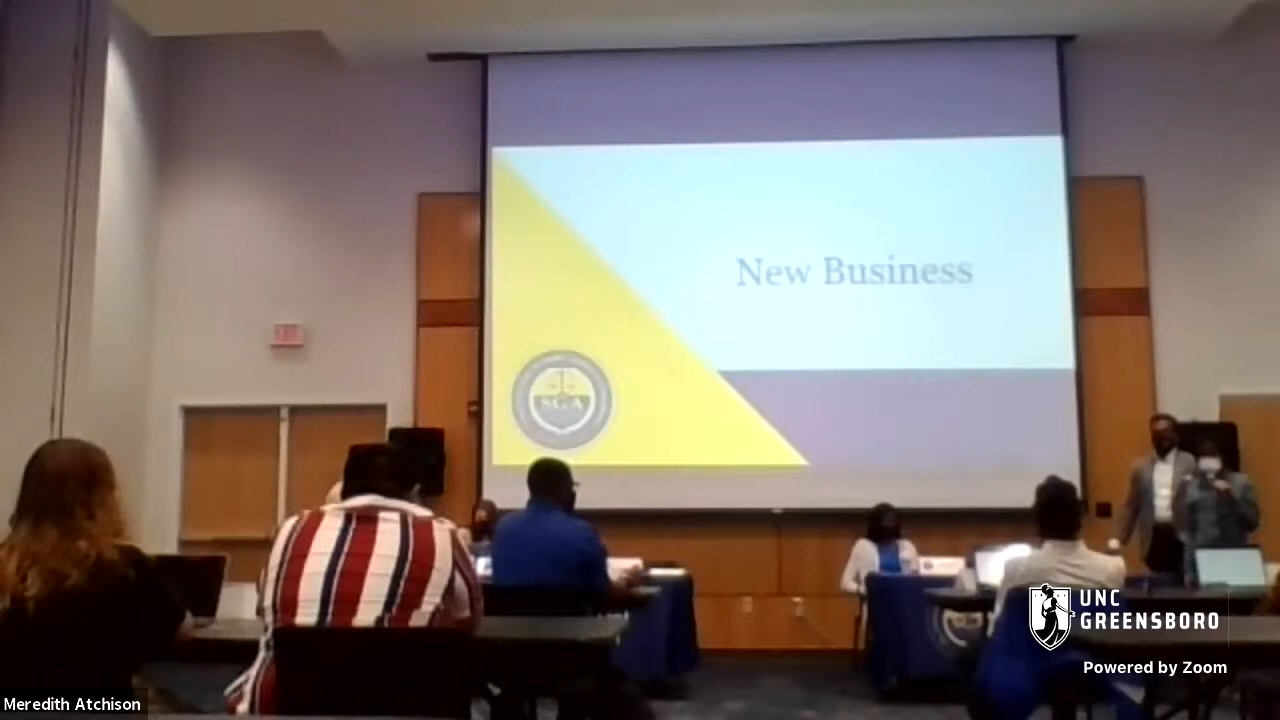 New Business
SGA
UNC
GREENSBORO
Powered by Zoom
Meredith Atchison